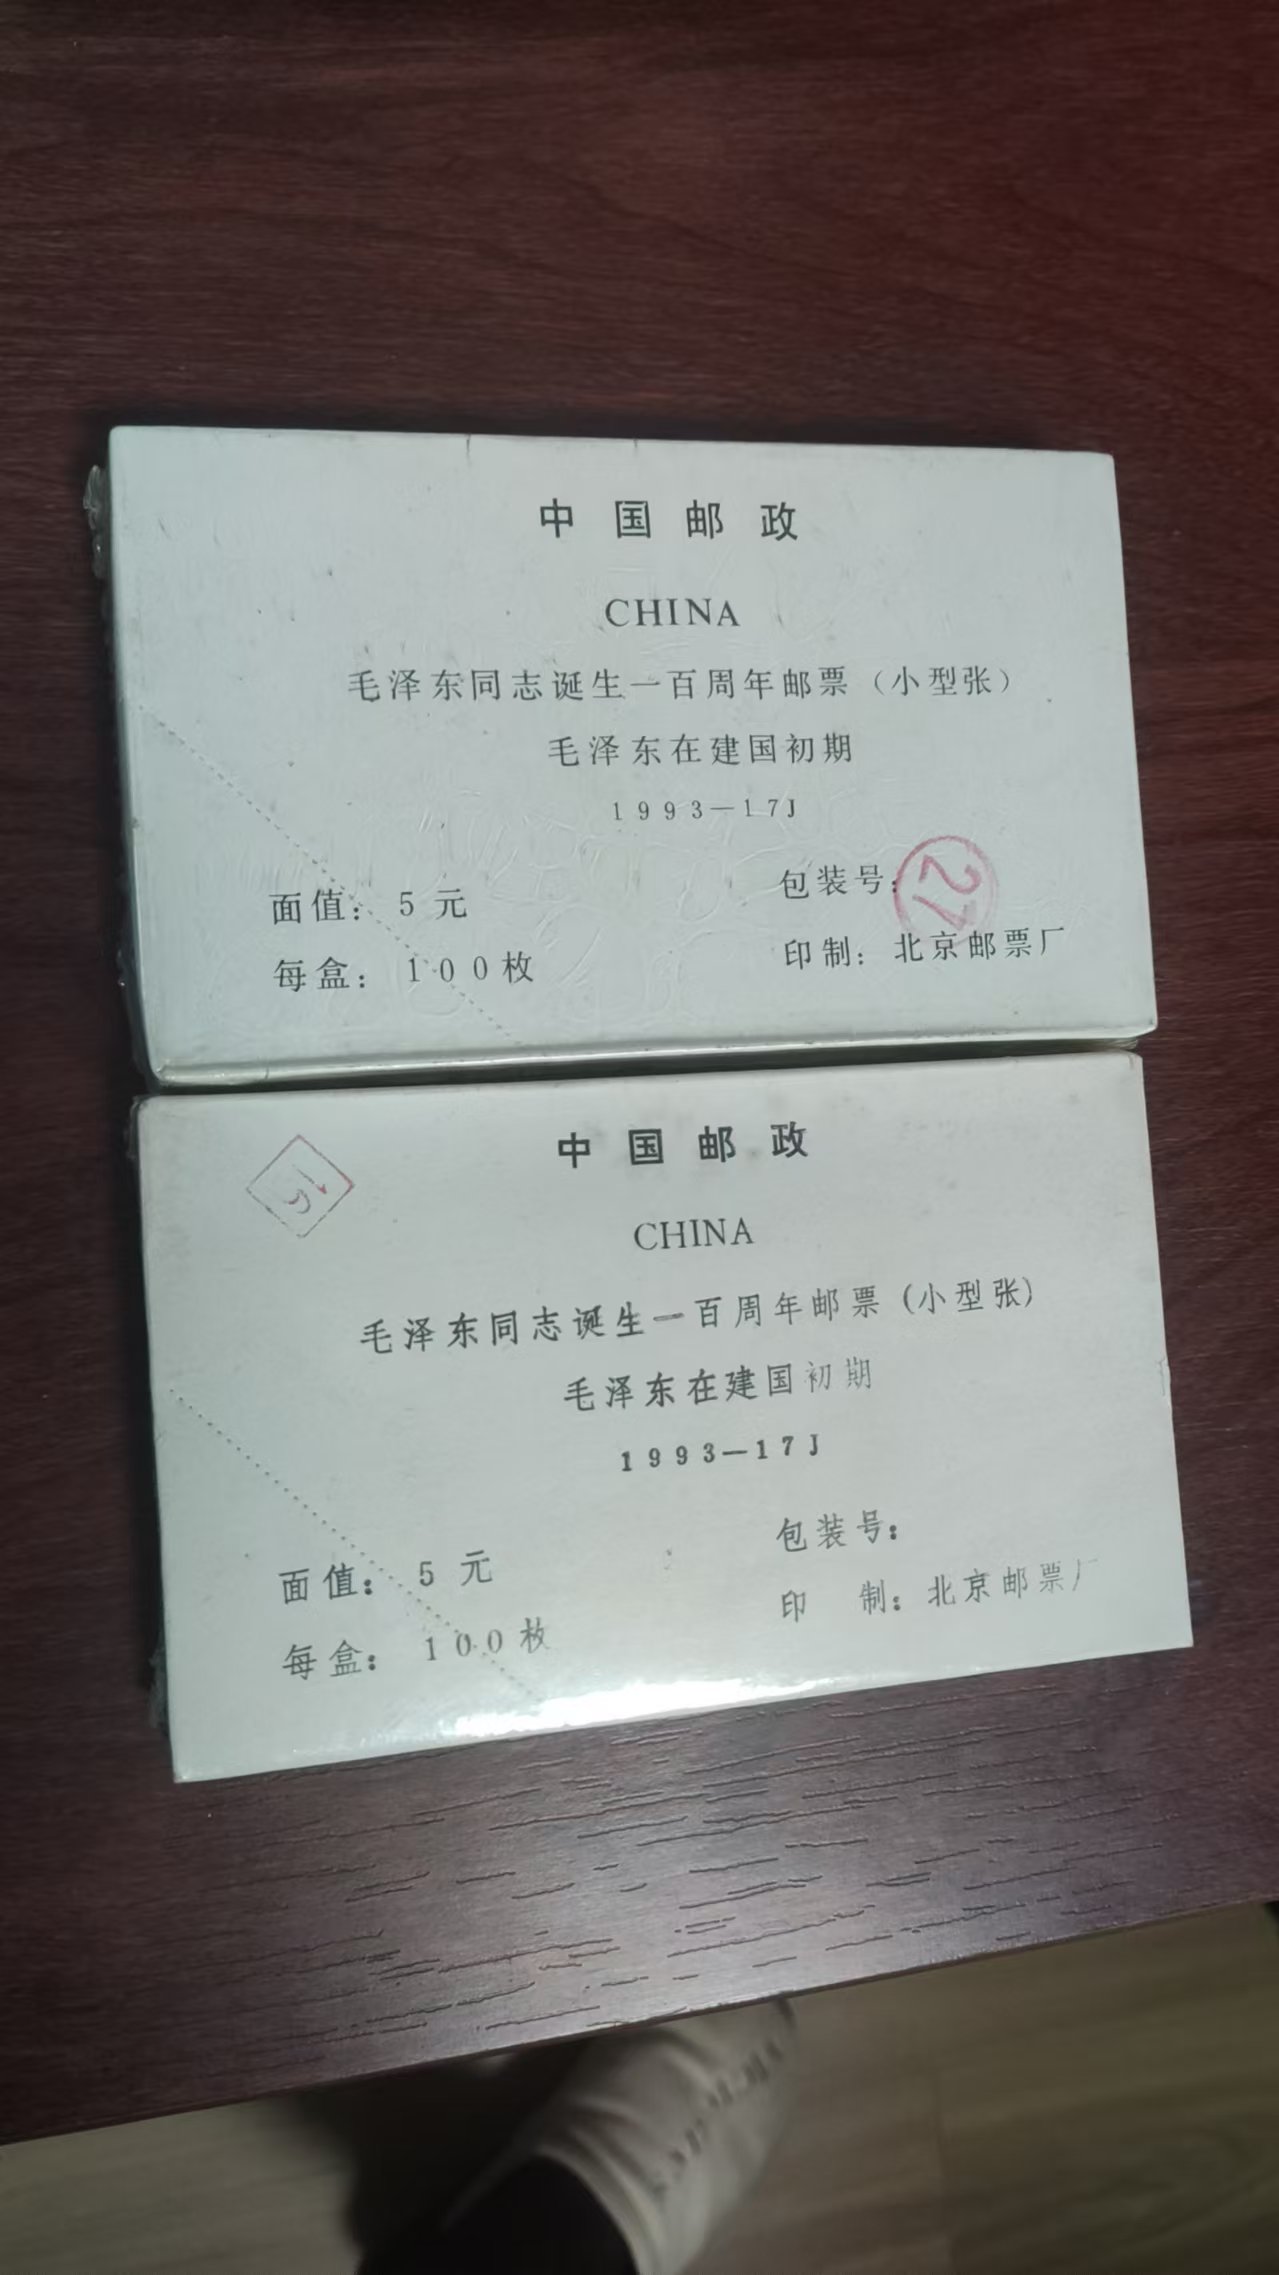 中国邮政
CHINA
毛泽东同志诞生一百周年邮票（小型张）
毛泽东在建国初期
1993—17J
面值：5元
包装号：27
每盒：100枚
印制：北京邮票厂
中国邮政
CHINA
毛泽东同志诞生一百周年邮票（小型张）
毛泽东在建国初期
1993—17J
面值：5元
包装号：
每盒：100枚
印 制：北京邮票厂